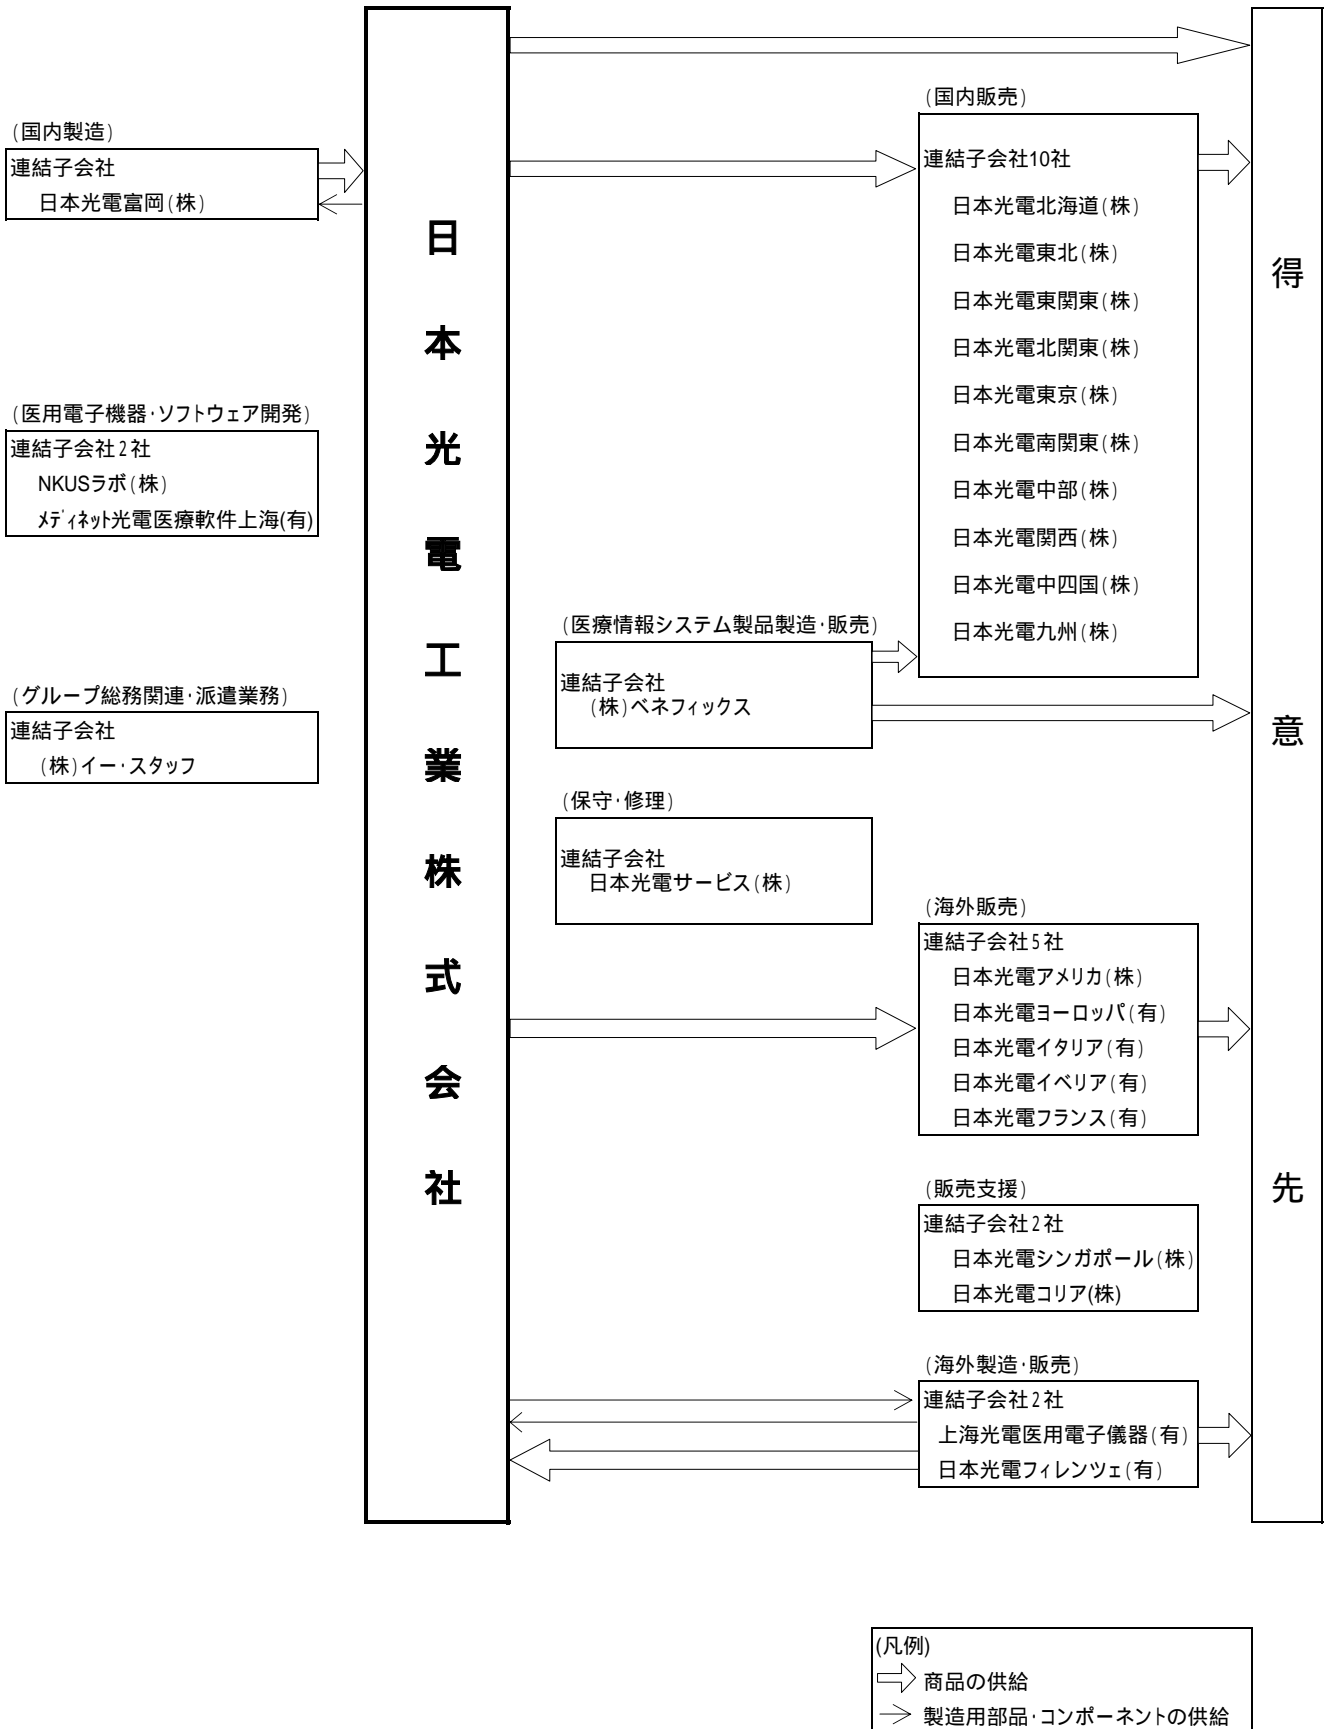 (国内製造)
連結子会社
日本光電富岡(株)
(医用電子機器・ソフトウェア開発)
連結子会社2社
NKUSラボ(株)
メディネット光電医療軟件上海(有)
(グループ総務関連・派遣業務)
連結子会社
(株)イー・スタッフ
日本光電工業株式会社
(国内販売)
連結子会社10社
日本光電北海道(株)
日本光電東北(株)
日本光電東関東(株)
日本光電北関東(株)
日本光電東京(株)
日本光電南関東(株)
日本光電中部(株)
日本光電関西(株)
日本光電中四国(株)
日本光電九州(株)
(医療情報システム製品製造・販売)
連結子会社
(株)ベネフィックス
(保守・修理)
連結子会社
日本光電サービス(株)
(海外販売)
連結子会社5社
日本光電アメリカ(株)
日本光電ヨーロッパ(有)
日本光電イタリア(有)
日本光電イベリア(有)
日本光電フランス(有)
(販売支援)
連結子会社2社
日本光電シンガポール(株)
日本光電コリア(株)
(海外製造・販売)
連結子会社2社
上海光電医用電子儀器(有)
日本光電フィレンツェ(有)
得意先
(凡例)
商品の供給
製造用部品・コンポーネントの供給